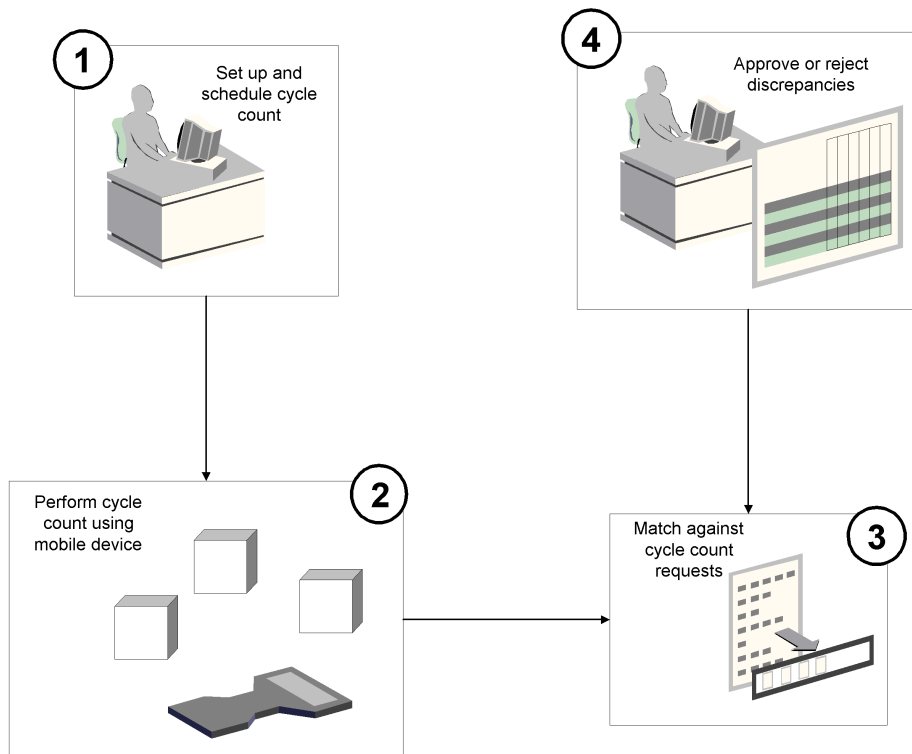 1
Set up and
schedule cycle
count
4
Approve or reject
discrepancies
2
Perform cycle
count using
mobile device
3
Match against
cycle count
requests